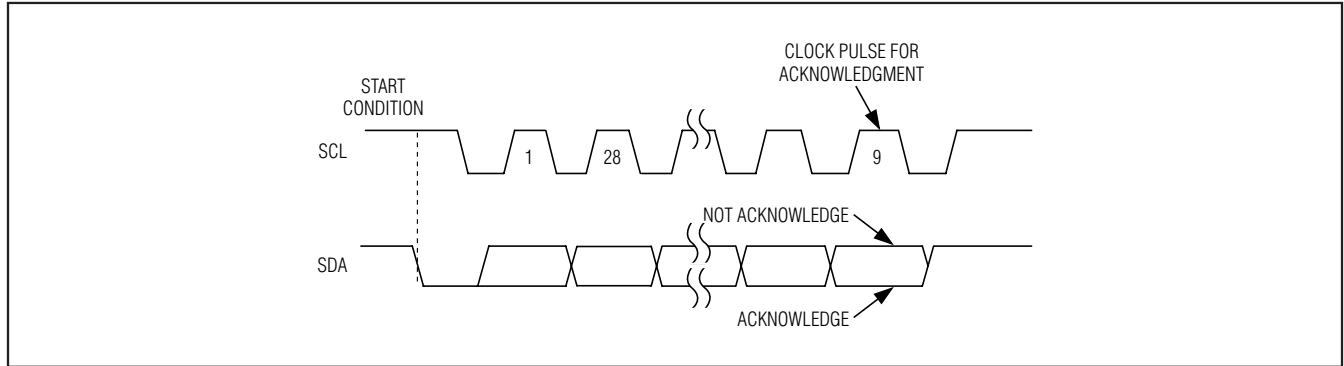 CLOCK PULSE FOR
ACKNOWLEDGMENT
START
CONDITION
SCL
1
28
9
NOT ACKNOWLEDGE
SDA
ACKNOWLEDGE